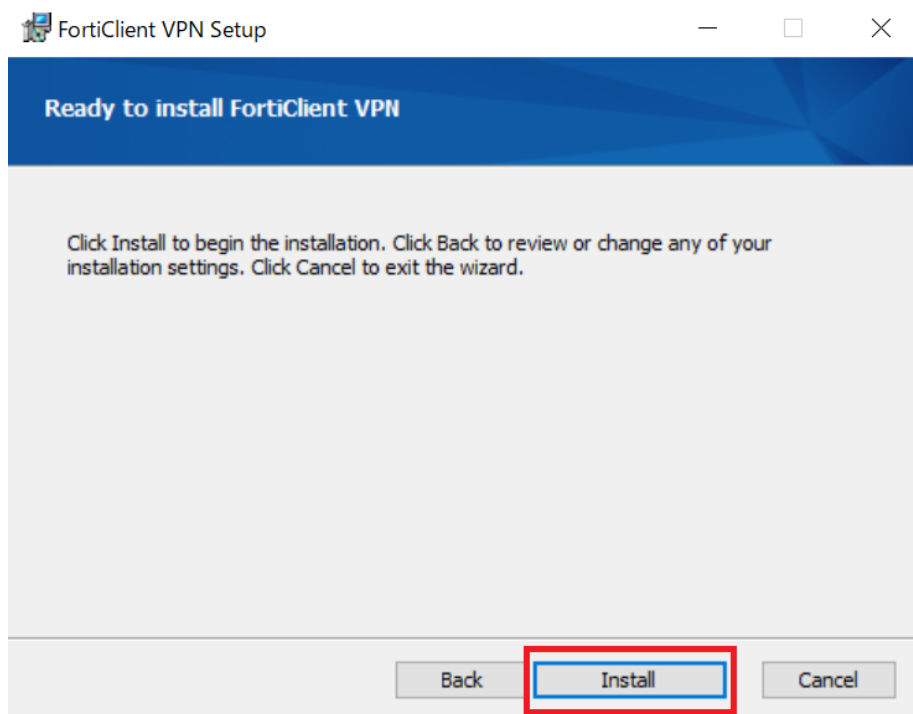 FortiClient VPN Setup
Ready to install FortiClient VPN
Click Install to begin the installation. Click Back to review or change any of your
installation settings. Click Cancel to exit the wizard.
Back Install Cancel